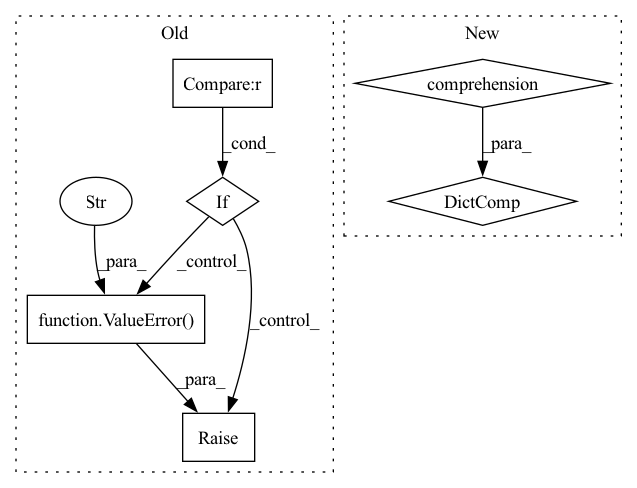 Old
New
Compare:r
comprehension
_cond_
_para_
Str
If
DictComp
_para_
_control_
function.ValueError()
_control_
_para_
Raise